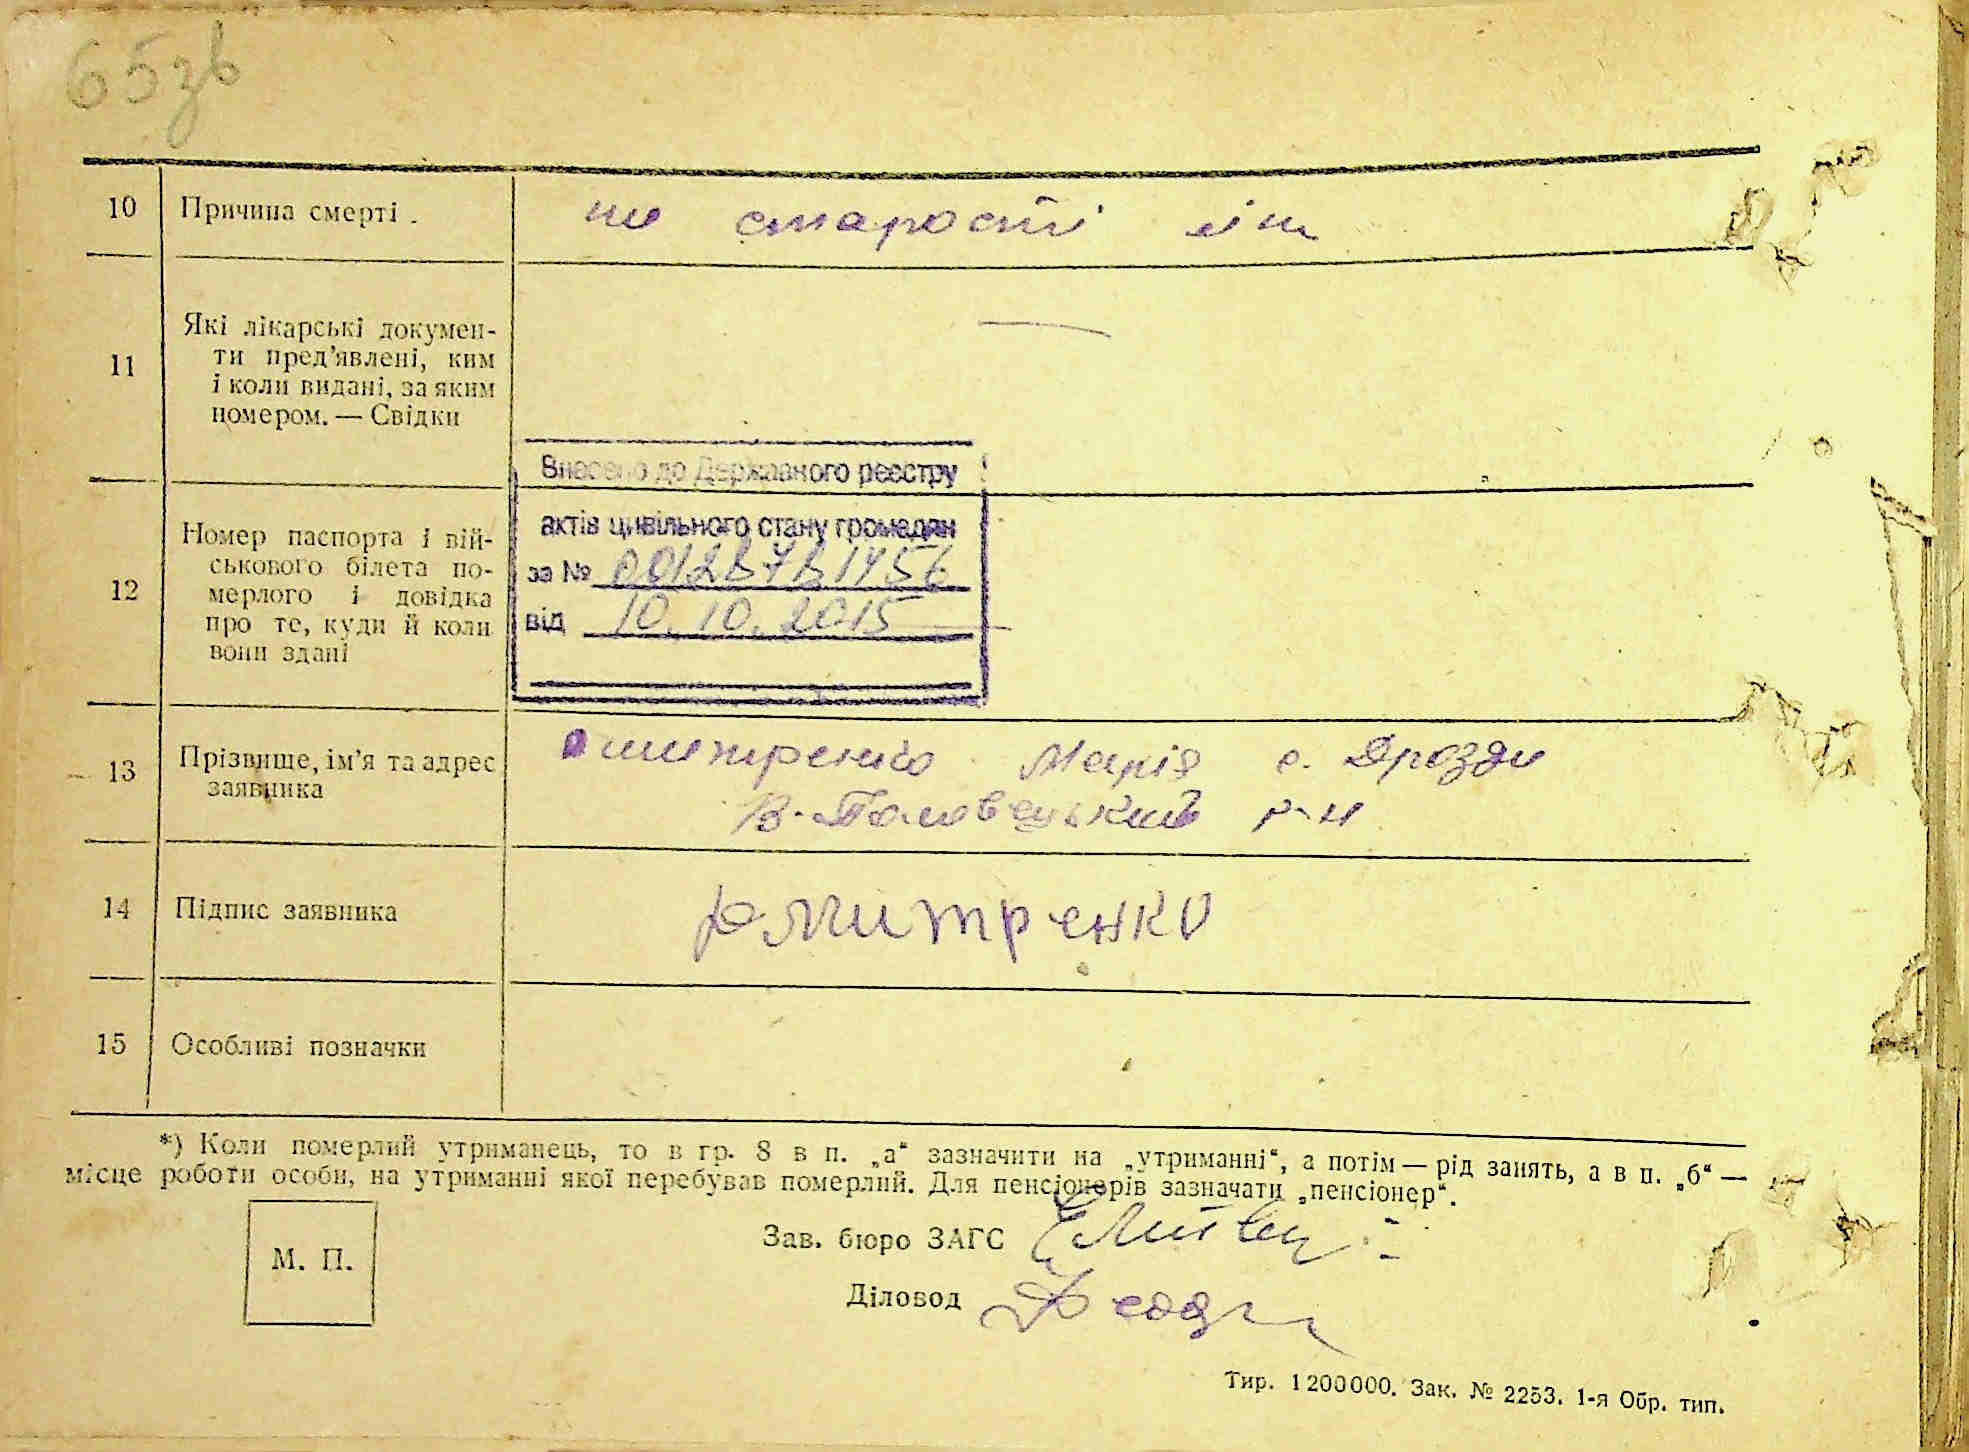 65зв
10 Причина смерті . по старості літ
11 Які лікарські докумен-
ти пред’явлені, ким
і коли видані, за яким
номером. — Свідки
—
Внесено до Державного реєстру
актів цивільного стану громадян
за №
від 10.10.2015
12 Номер паспорта і вій-
ськового білета по-
мерлого і довідка
про те, куди й коли
вони здані
13 Прізвище, ім’я та адрес
заявника
Дмитренко Марія с. Дрозди
В-Половецький р-н
14 Підпис заявника Дмитренко
15 Особливі позначки
*) Коли померлий утриманець, то в гр. 8 в п. „а“ зазначити на „утриманні“, а потім — рід занять, а в п. „б“ —
місце роботи особи, на утриманні якої перебував померлий. Для пенсіонерів зазначати „пенсіонер“.
М. П.
Зав. бюро ЗАГС
Діловод
Тир. 1200000. Зак. № 2253. 1-я Обр. тип.